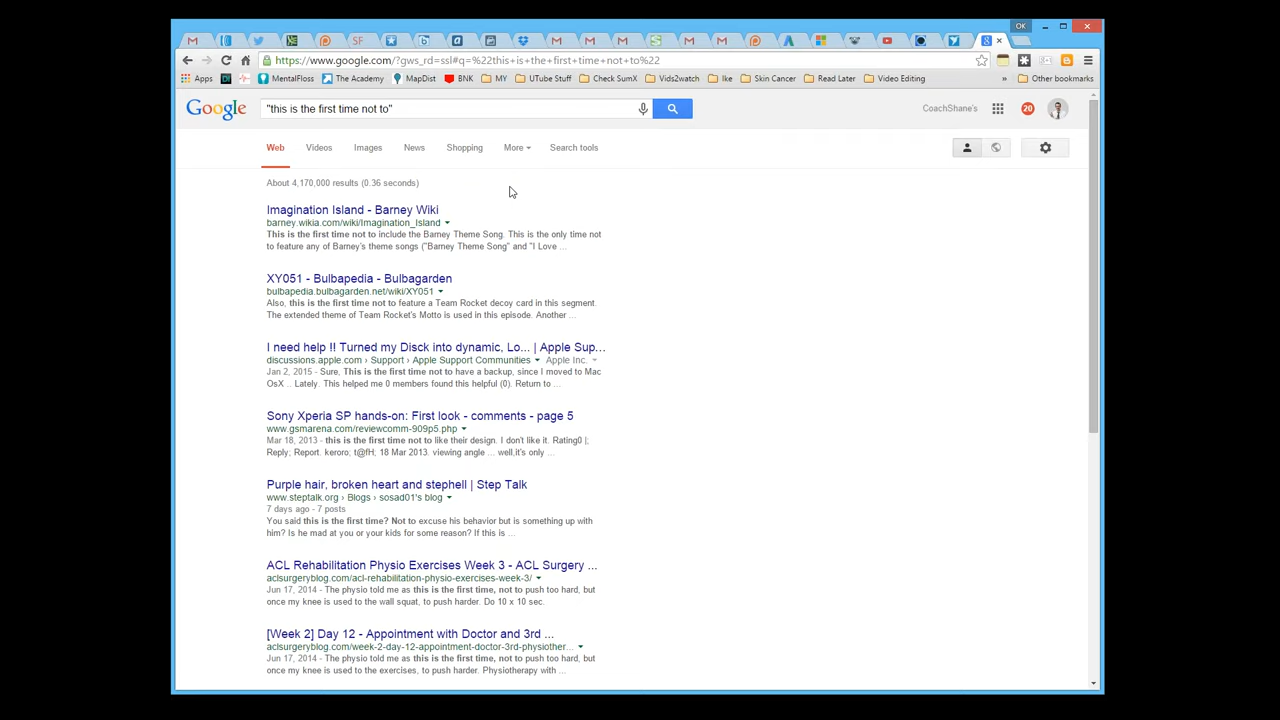 OK
SF
https://www.google.com/?gws_rd=ssl#q=%22this+is+the+first+time+not+to%22
Apps MentalFloss The Academy MapDist BNK MY UTube Stuff Check SumX Vids2watch Ike Skin Cancer Read Later Video Editing » Other bookmarks
Google "this is the first time not to" CoachShane's 20
Web Videos Images News Shopping More Search tools
About 4,170,000 results (0.36 seconds)
Imagination Island - Barney Wiki
barney.wikia.com/wiki/Imagination_Island
This is the first time not to include the Barney Theme Song. This is the only time not
to feature any of Barney's theme songs ("Barney Theme Song" and "I Love ...
XY051 - Bulbapedia - Bulbagarden
bulbapedia.bulbagarden.net/wiki/XY051
Also, this is the first time not to feature a Team Rocket decoy card in this segment.
The extended theme of Team Rocket's Motto is used in this episode. Another ...
I need help !! Turned my Disck into dynamic, Lo... | Apple Sup...
discussions.apple.com › Support › Apple Support Communities Apple Inc.
Jan 2, 2015 - Sure, This is the first time not to have a backup, since I moved to Mac
OsX .. Lately. This helped me 0 members found this helpful (0). Return to ...
Sony Xperia SP hands-on: First look - comments - page 5
www.gsmarena.com/reviewcomm-909p5.php
Mar 18, 2013 - this is the first time not to like their design. I don't like it. Rating0 |;
Reply; Report. keroro; t@fH; 18 Mar 2013. viewing angle ... well,it's only ...
Purple hair, broken heart and stephell | Step Talk
www.steptalk.org › Blogs › sosad01's blog
7 days ago - 7 posts
You said this is the first time? Not to excuse his behavior but is something up with
him? Is he mad at you or your kids for some reason? If this is ...
ACL Rehabilitation Physio Exercises Week 3 - ACL Surgery ...
aclsurgeryblog.com/acl-rehabilitation-physio-exercises-week-3/
Jun 17, 2014 - The physio told me as this is the first time, not to push too hard, but
once my knee is used to the wall squat, to push harder. Do 10 x 10 sec.
[Week 2] Day 12 - Appointment with Doctor and 3rd ...
aclsurgeryblog.com/week-2-day-12-appointment-doctor-3rd-physiother...
Jun 17, 2014 - The physio told me as this is the first time, not to push too hard, but
once my knee is used to the exercises, to push harder. Physiotherapy with ...